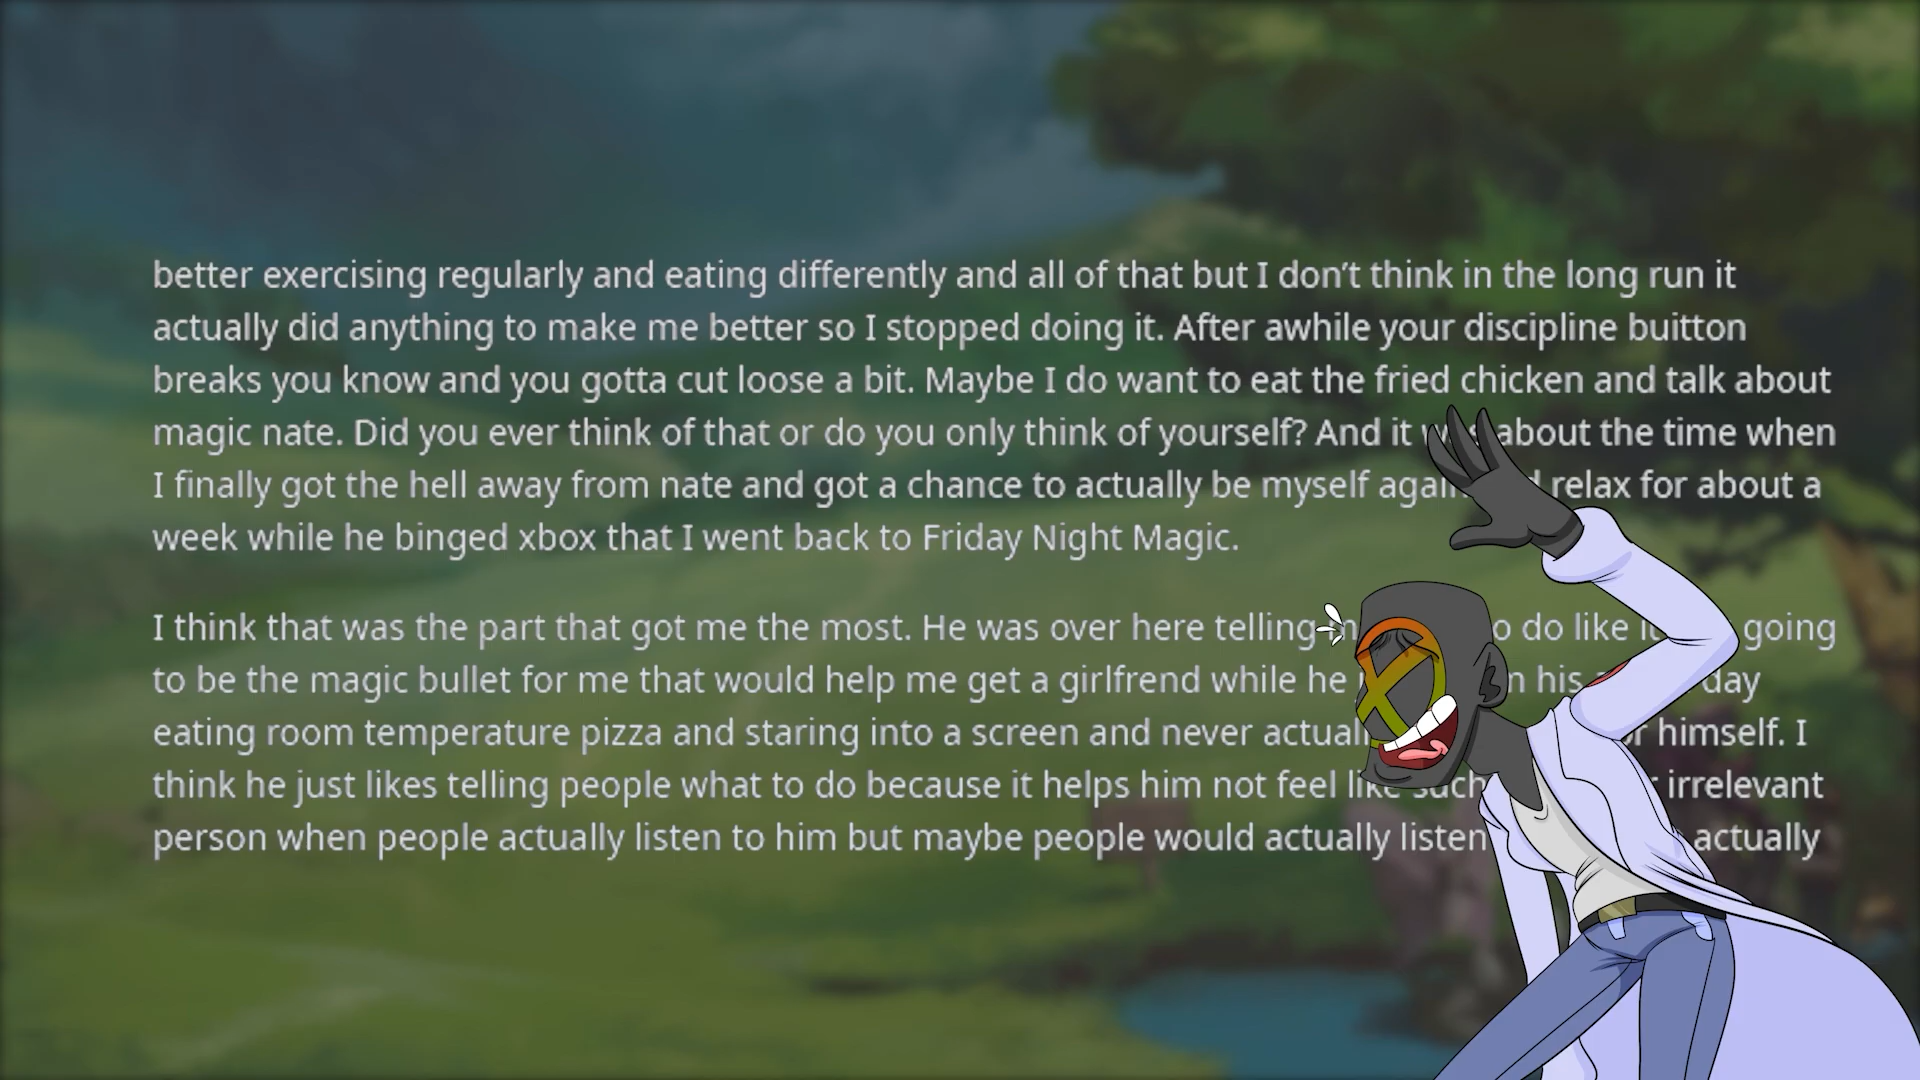 better exercising regularly and eating differently and all of that but I don't think in the long run it
actually did anything to make me better so I stopped doing it. After awhile your discipline buitton
breaks you know and you gotta cut loose a bit. Maybe I do want to eat the fried chicken and talk about
magic nate. Did you ever think of that or do you only think of yourself? And it was about the time when
I finally got the hell away from nate and got a chance to actually be myself again relax for about a
week while he binged xbox that I went back to Friday Night Magic.
I think that was the part that got me the most. He was over here telling do like going
to be the magic bullet for me that would help me get a girlfrend while he his day
eating room temperature pizza and staring into a screen and never himself. I
think he just likes telling people what to do because it helps him not feel like such irrelevant
person when people actually listen to him but maybe people would actually listen actually